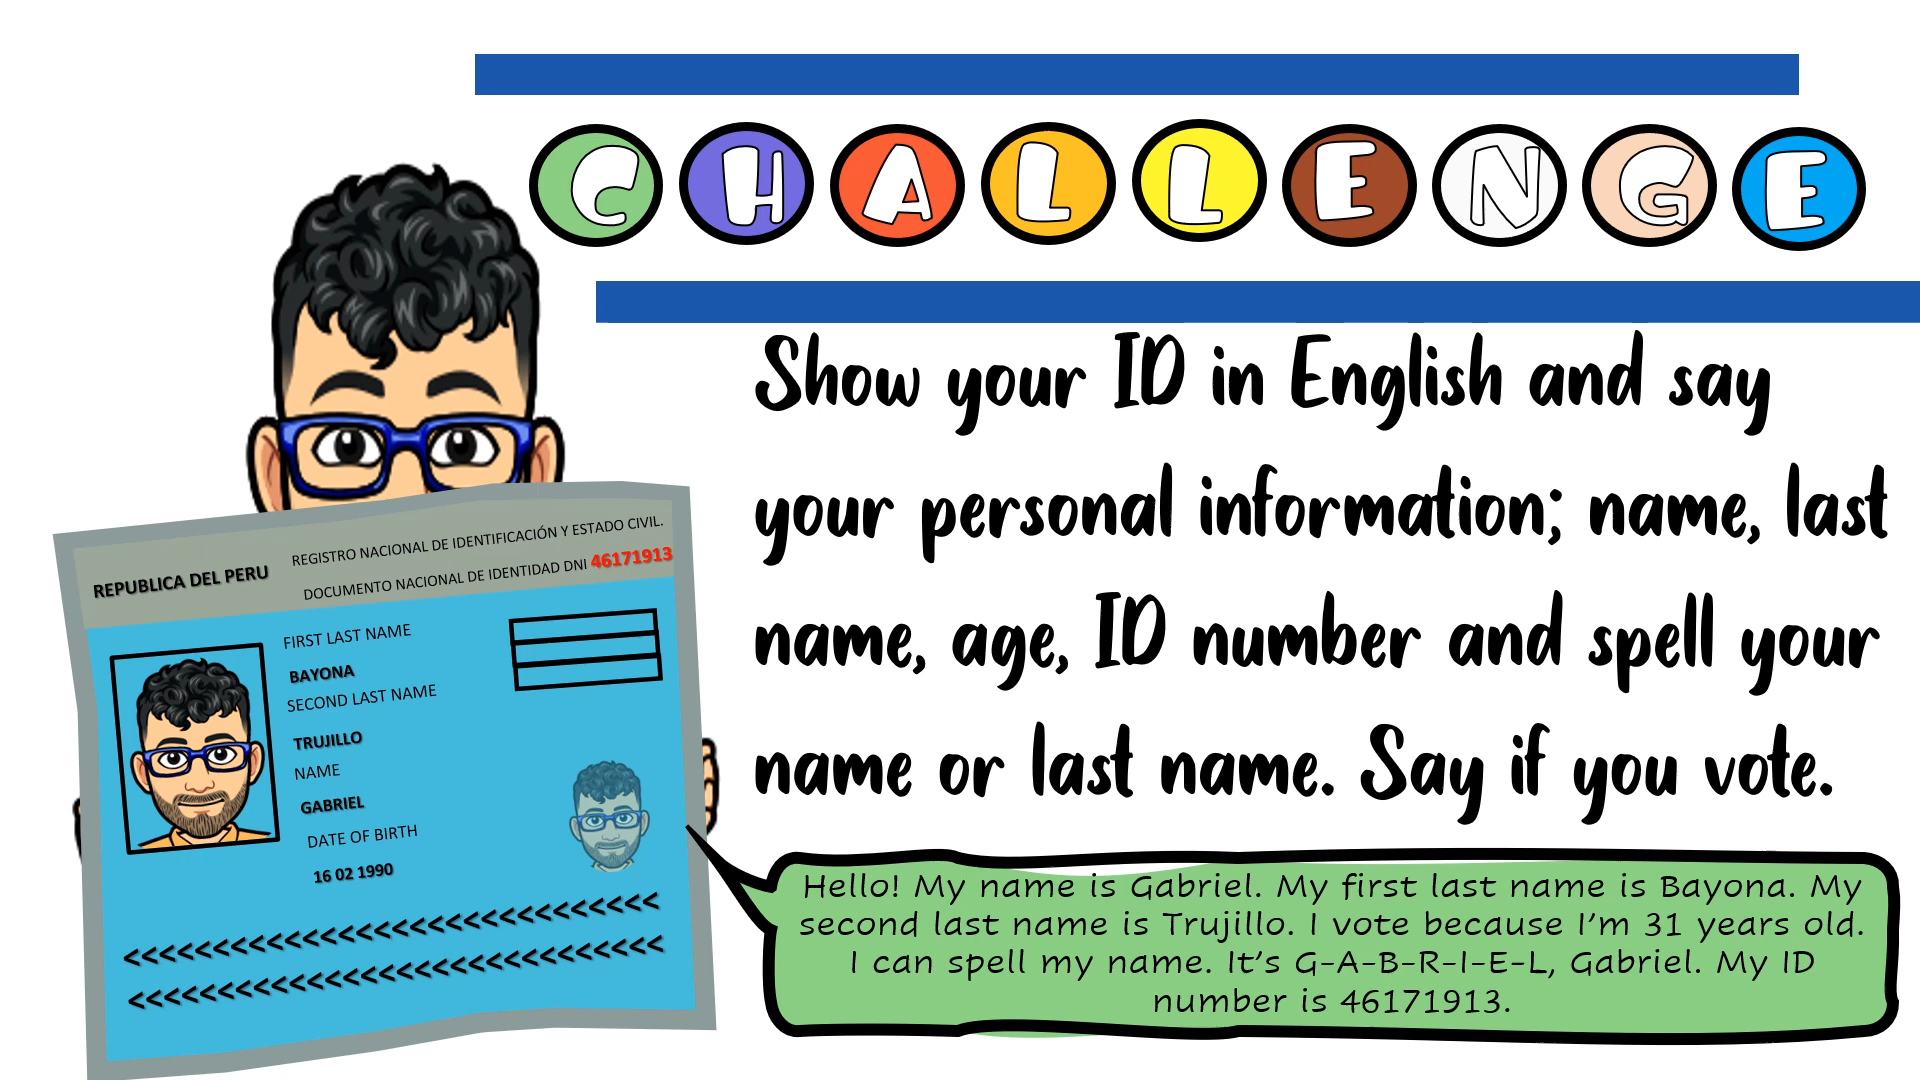 CHALLENGE
Show your ID in English and say
your personal information; name, last
name, age, ID number and spell your
name or last name. Say if you vote.
REPUBLICA DEL PERU
REGISTRO NACIONAL DE IDENTIFICACIÓN Y ESTADO CIVIL.
DOCUMENTO NACIONAL DE IDENTIDAD DNI 46171913
FIRST LAST NAME
BAYONA
SECOND LAST NAME
TRUJILLO
NAME
GABRIEL
DATE OF BIRTH
16 02 1990
<<<<<<<<<<<<<<<<<<<<<<<<<<<<<<
<<<<<<<<<<<<<<<<<<<<<<<<<<<<<<
Hello! My name is Gabriel. My first last name is Bayona. My
second last name is Trujillo. I vote because I'm 31 years old.
I can spell my name. It's G-A-B-R-I-E-L, Gabriel. My ID
number is 46171913.